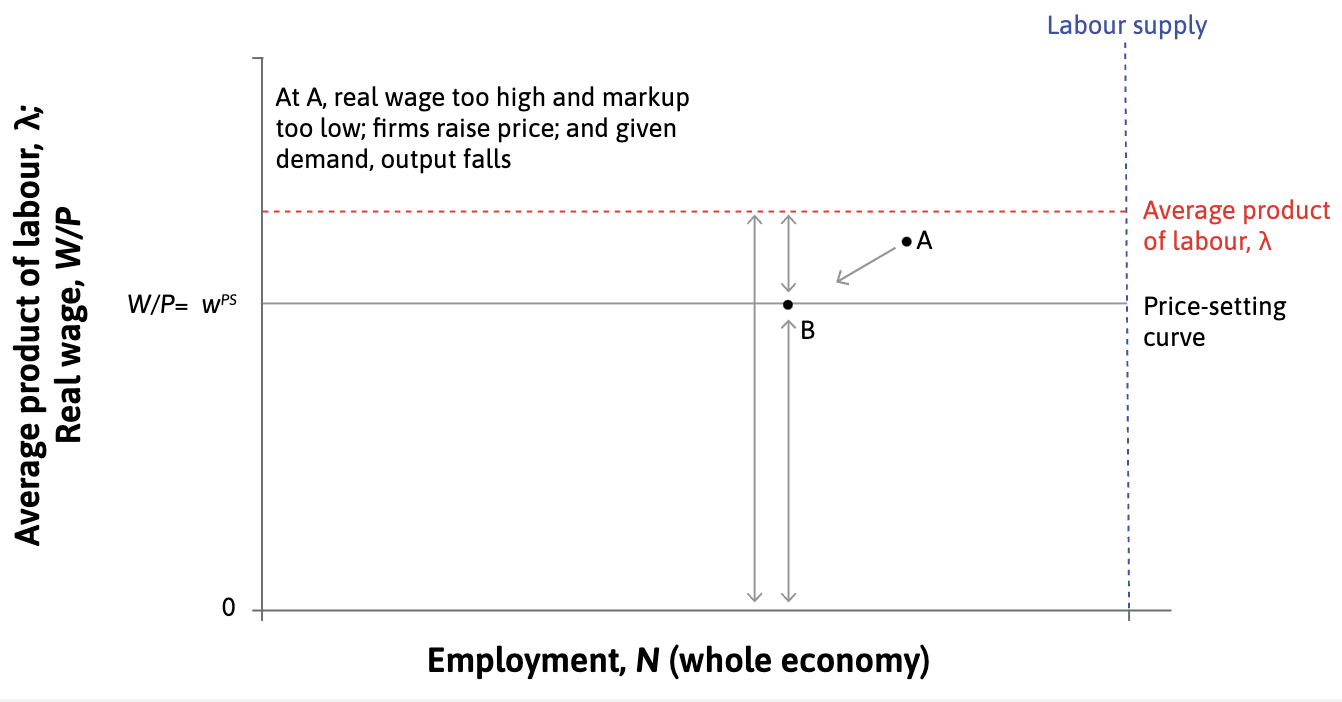 Labour supply
At A, real wage too high and markup
too low; firms raise price; and given
demand, output falls
Average product of labour, λ;
Real wage, W/P
Average product
of labour, λ
A
W/P= wᴾˢ
Price-setting
curve
B
0
Employment, N (whole economy)